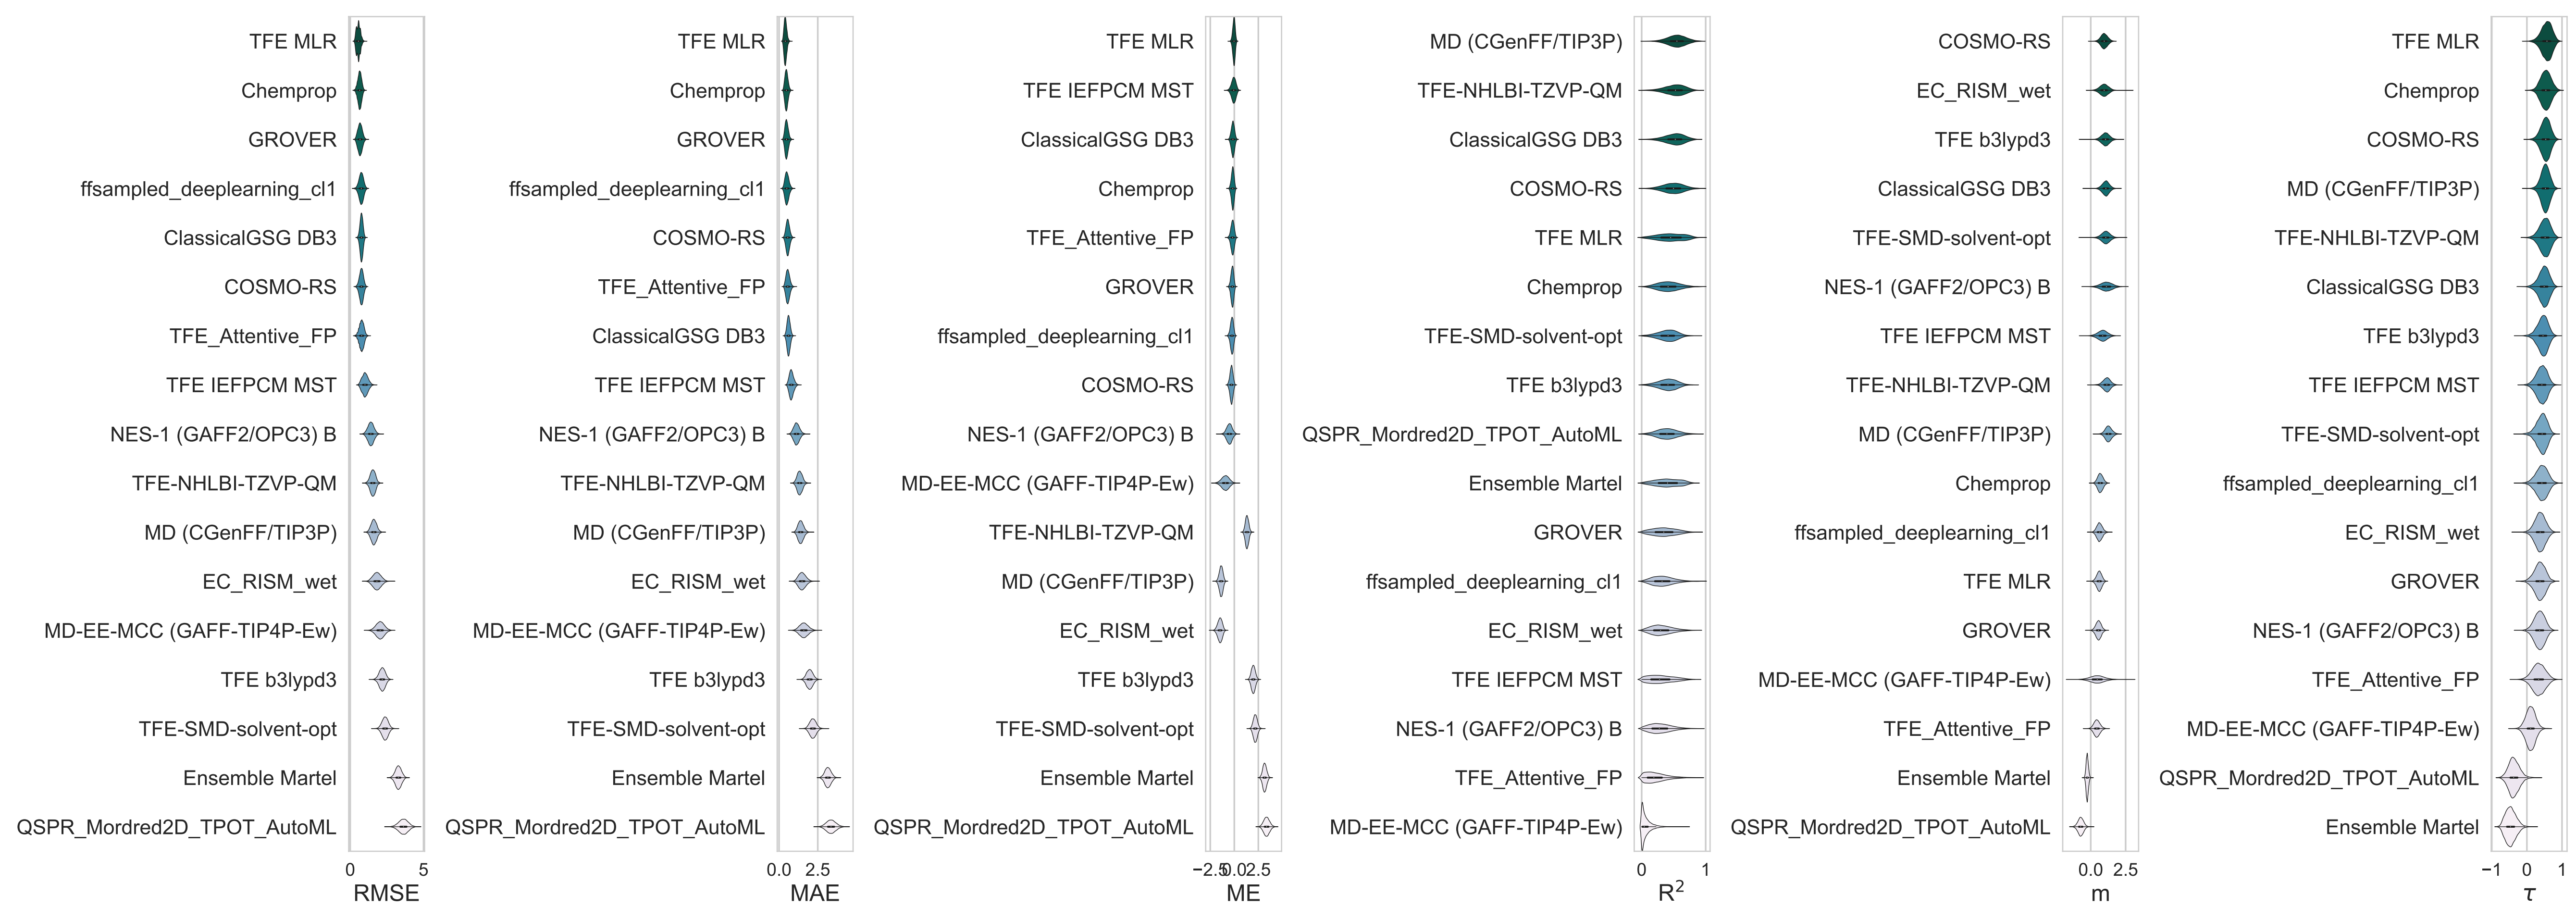 TFE MLR
Chemprop
GROVER
ffsampled_deeplearning_cl1
ClassicalGSG DB3
COSMO-RS
TFE_Attentive_FP
TFE IEFPCM MST
NES-1 (GAFF2/OPC3) B
TFE-NHLBI-TZVP-QM
MD (CGenFF/TIP3P)
EC_RISM_wet
MD-EE-MCC (GAFF-TIP4P-Ew)
TFE b3lypd3
TFE-SMD-solvent-opt
Ensemble Martel
QSPR_Mordred2D_TPOT_AutoML
0 5
RMSE
TFE MLR
Chemprop
GROVER
ffsampled_deeplearning_cl1
COSMO-RS
TFE_Attentive_FP
ClassicalGSG DB3
TFE IEFPCM MST
NES-1 (GAFF2/OPC3) B
TFE-NHLBI-TZVP-QM
MD (CGenFF/TIP3P)
EC_RISM_wet
MD-EE-MCC (GAFF-TIP4P-Ew)
TFE b3lypd3
TFE-SMD-solvent-opt
Ensemble Martel
QSPR_Mordred2D_TPOT_AutoML
0.0 2.5
MAE
TFE MLR
TFE IEFPCM MST
ClassicalGSG DB3
Chemprop
TFE_Attentive_FP
GROVER
ffsampled_deeplearning_cl1
COSMO-RS
NES-1 (GAFF2/OPC3) B
MD-EE-MCC (GAFF-TIP4P-Ew)
TFE-NHLBI-TZVP-QM
MD (CGenFF/TIP3P)
EC_RISM_wet
TFE b3lypd3
TFE-SMD-solvent-opt
Ensemble Martel
QSPR_Mordred2D_TPOT_AutoML
−2.5 0.0 2.5
ME
MD (CGenFF/TIP3P)
TFE-NHLBI-TZVP-QM
ClassicalGSG DB3
COSMO-RS
TFE MLR
Chemprop
TFE-SMD-solvent-opt
TFE b3lypd3
QSPR_Mordred2D_TPOT_AutoML
Ensemble Martel
GROVER
ffsampled_deeplearning_cl1
EC_RISM_wet
TFE IEFPCM MST
NES-1 (GAFF2/OPC3) B
TFE_Attentive_FP
MD-EE-MCC (GAFF-TIP4P-Ew)
0 1
R²
COSMO-RS
EC_RISM_wet
TFE b3lypd3
ClassicalGSG DB3
TFE-SMD-solvent-opt
NES-1 (GAFF2/OPC3) B
TFE IEFPCM MST
TFE-NHLBI-TZVP-QM
MD (CGenFF/TIP3P)
Chemprop
ffsampled_deeplearning_cl1
TFE MLR
GROVER
MD-EE-MCC (GAFF-TIP4P-Ew)
TFE_Attentive_FP
Ensemble Martel
QSPR_Mordred2D_TPOT_AutoML
0.0 2.5
m
TFE MLR
Chemprop
COSMO-RS
MD (CGenFF/TIP3P)
TFE-NHLBI-TZVP-QM
ClassicalGSG DB3
TFE b3lypd3
TFE IEFPCM MST
TFE-SMD-solvent-opt
ffsampled_deeplearning_cl1
EC_RISM_wet
GROVER
NES-1 (GAFF2/OPC3) B
TFE_Attentive_FP
MD-EE-MCC (GAFF-TIP4P-Ew)
QSPR_Mordred2D_TPOT_AutoML
Ensemble Martel
−1 0 1
τ